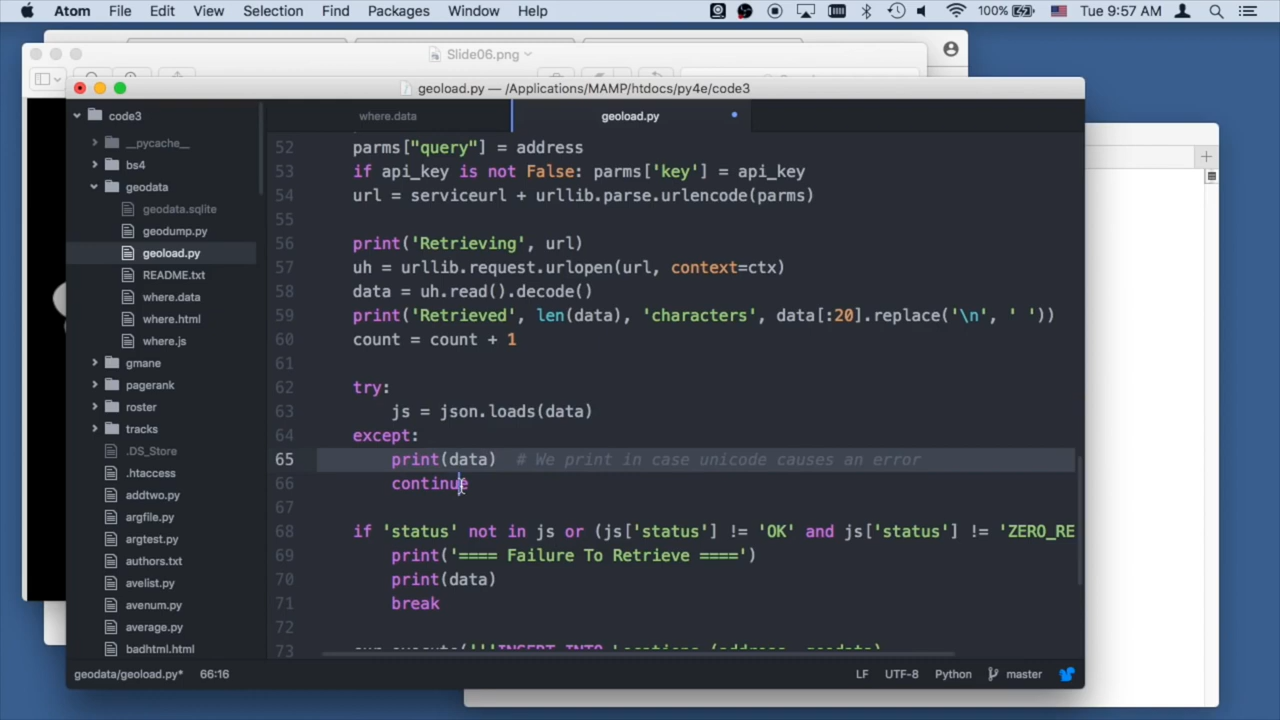 Atom File Edit View Selection Find Packages Window Help 100% Tue 9:57 AM
Slide06.png
geoload.py — /Applications/MAMP/htdocs/py4e/code3
code3
__pycache__
bs4
geodata
geodata.sqlite
geodump.py
geoload.py
README.txt
where.data
where.html
where.js
gmane
pagerank
roster
tracks
.DS_Store
.htaccess
addtwo.py
argfile.py
argtest.py
authors.txt
avelist.py
avenum.py
average.py
badhtml.html
where.data geoload.py
52 parms["query"] = address
53 if api_key is not False: parms['key'] = api_key
54 url = serviceurl + urllib.parse.urlencode(parms)
55
56 print('Retrieving', url)
57 uh = urllib.request.urlopen(url, context=ctx)
58 data = uh.read().decode()
59 print('Retrieved', len(data), 'characters', data[:20].replace('\n', ' '))
60 count = count + 1
61
62 try:
63 js = json.loads(data)
64 except:
65 print(data) # We print in case unicode causes an error
66 continue
67
68 if 'status' not in js or (js['status'] != 'OK' and js['status'] != 'ZERO_RE
69 print('==== Failure To Retrieve ====')
70 print(data)
71 break
72
73 cur.execute('''INSERT INTO Locations (address, geodata)
geodata/geoload.py* 66:16 LF UTF-8 Python master